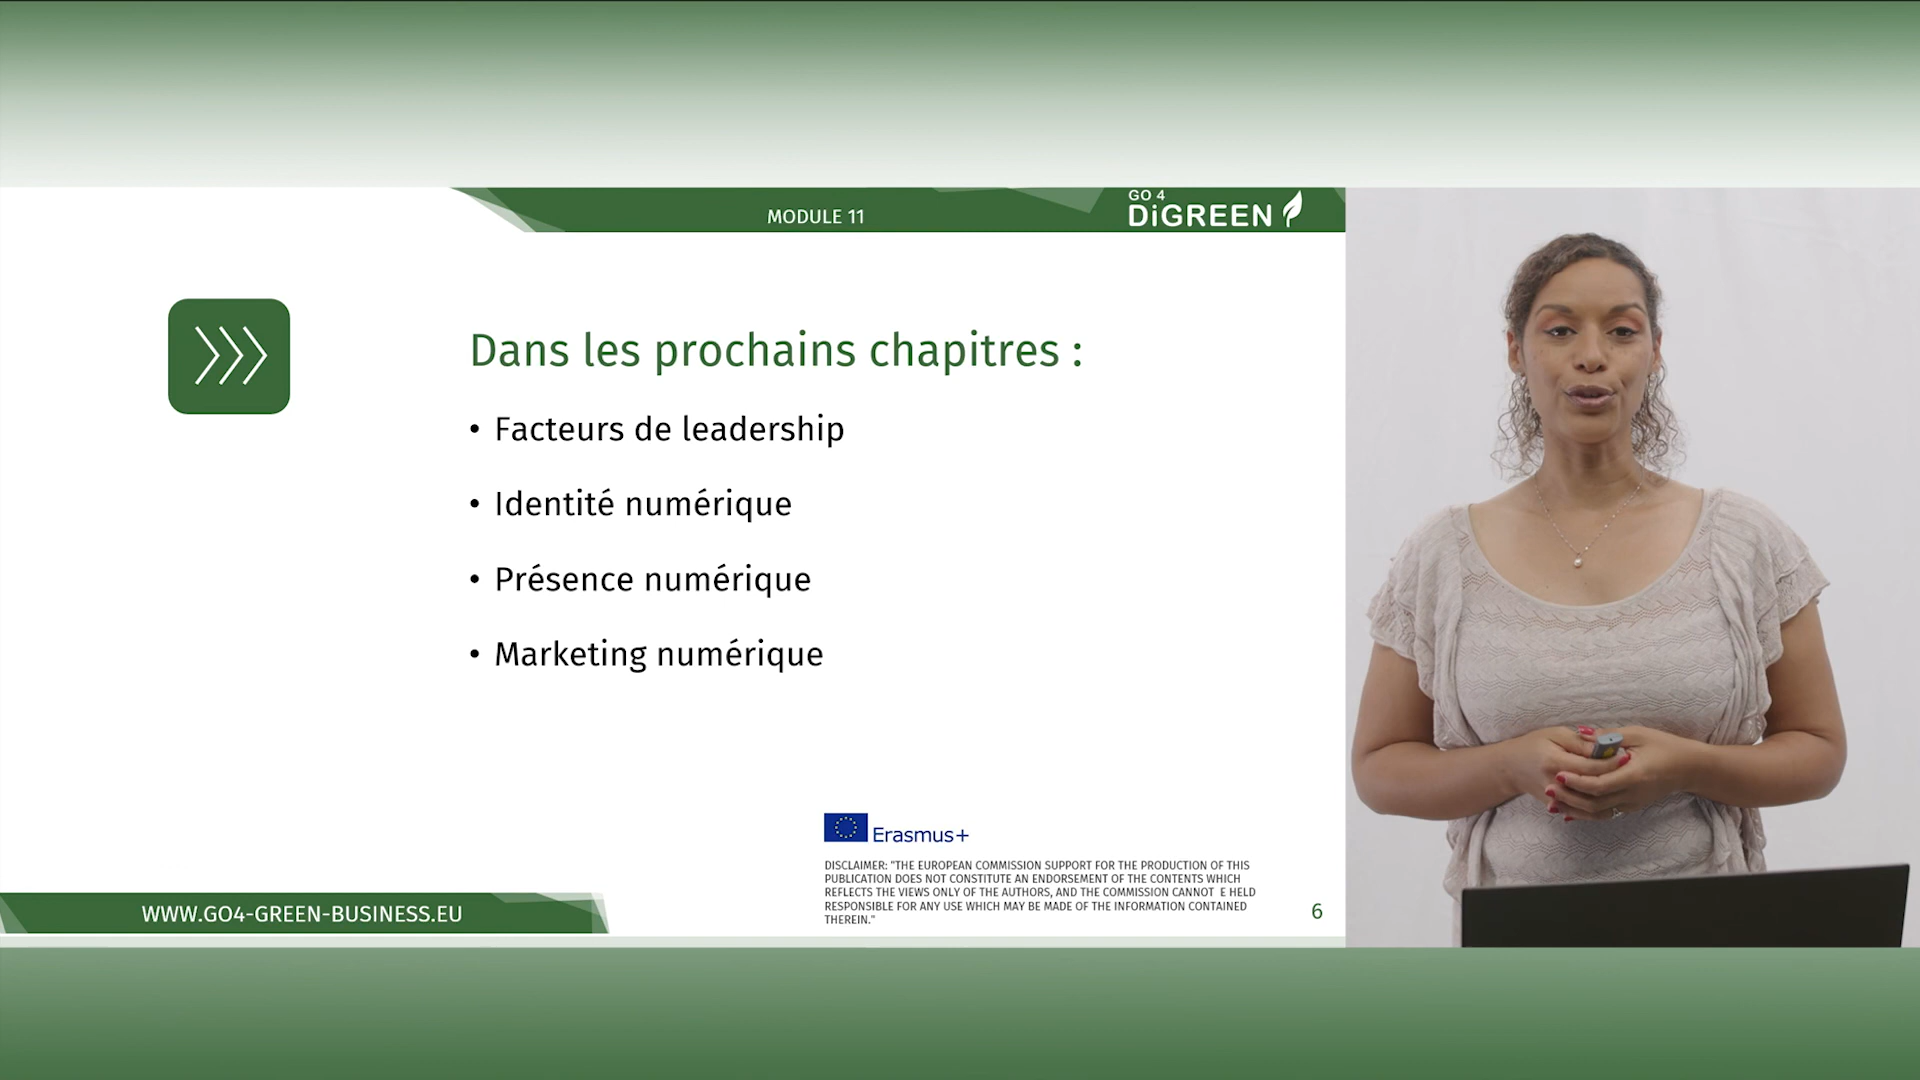 MODULE 11
GO 4
DiGREEN
Dans les prochains chapitres :
• Facteurs de leadership
• Identité numérique
• Présence numérique
• Marketing numérique
Erasmus+
DISCLAIMER: "THE EUROPEAN COMMISSION SUPPORT FOR THE PRODUCTION OF THIS
PUBLICATION DOES NOT CONSTITUTE AN ENDORSEMENT OF THE CONTENTS WHICH
REFLECTS THE VIEWS ONLY OF THE AUTHORS, AND THE COMMISSION CANNOT E HELD
RESPONSIBLE FOR ANY USE WHICH MAY BE MADE OF THE INFORMATION CONTAINED
THEREIN."
WWW.GO4-GREEN-BUSINESS.EU
6